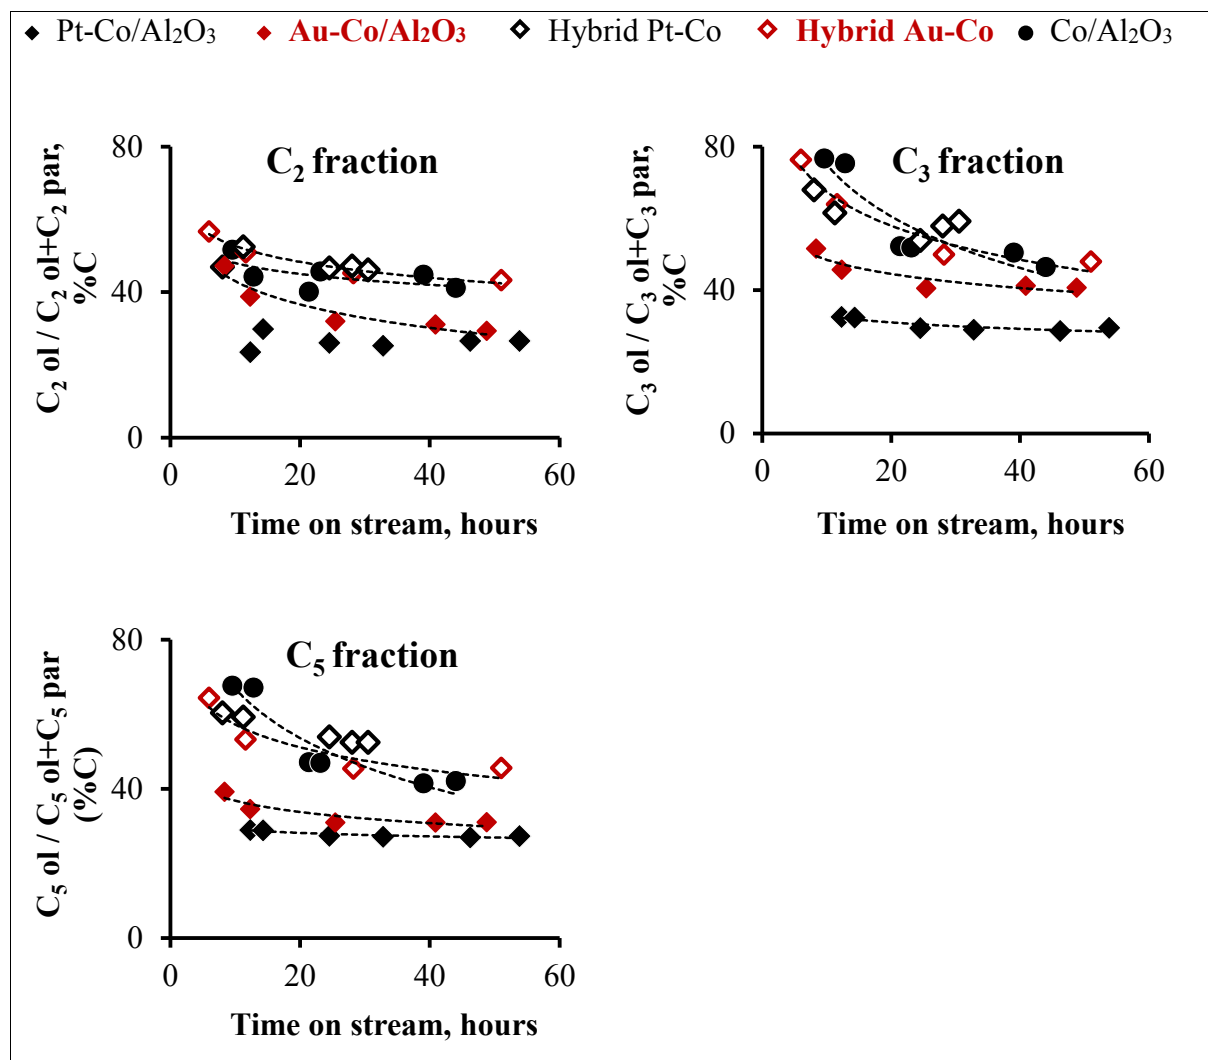 Pt-Co/Al₂O₃ Au-Co/Al₂O₃ Hybrid Pt-Co Hybrid Au-Co Co/Al₂O₃
C₂ fraction
C₂ ol / C₂ ol+C₂ par,
%C
80
40
0
0 20 40 60
Time on stream, hours
C₃ fraction
C₃ ol / C₃ ol+C₃ par,
%C
80
40
0
0 20 40 60
Time on stream, hours
C₅ fraction
C₅ ol / C₅ ol+C₅ par
(%C)
80
40
0
0 20 40 60
Time on stream, hours